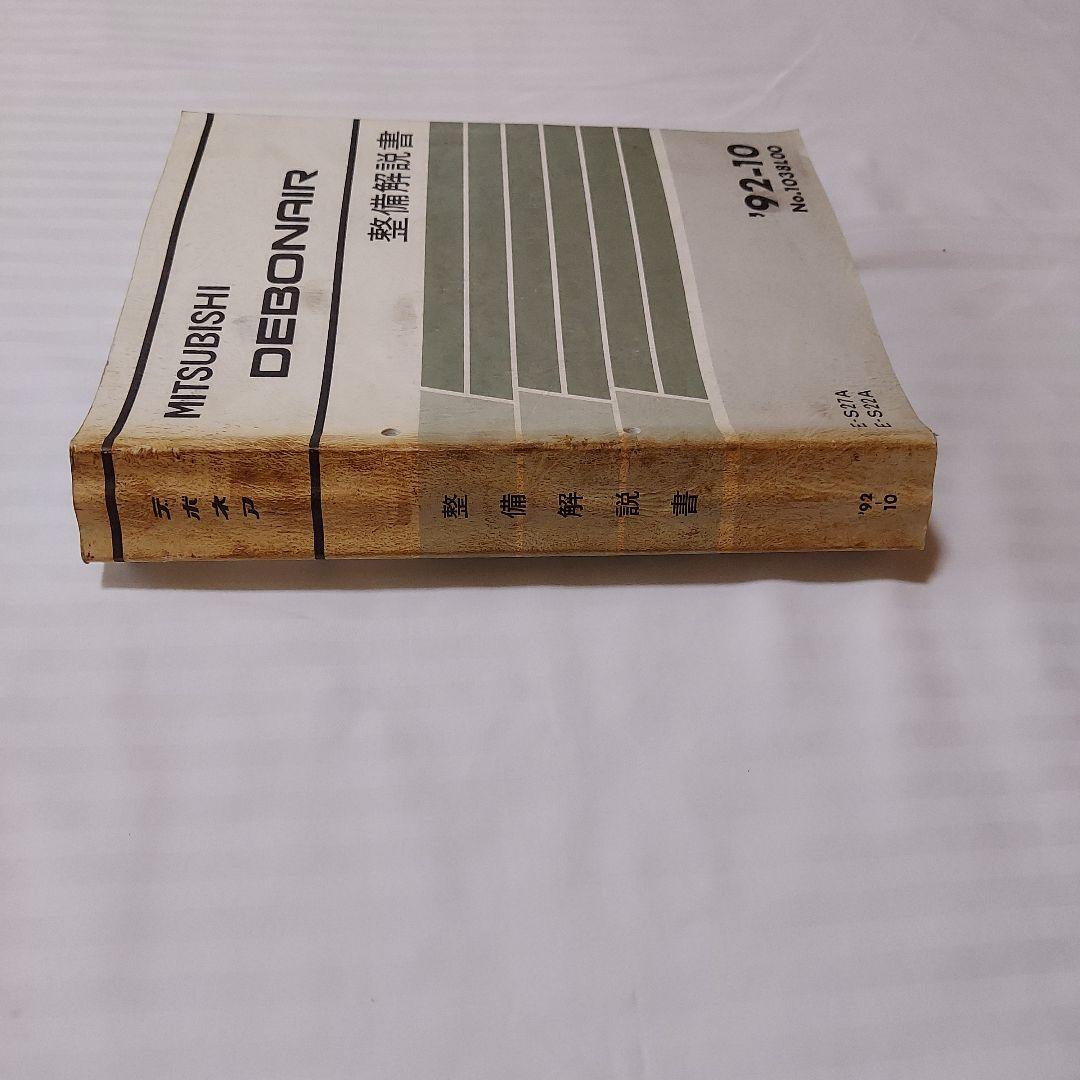 MITSUBISHI
DEBONAIR
整備解説書
'92-10
No.1038L00
E-S27A
E-S22A
デボネア
整備解説書
'92
10